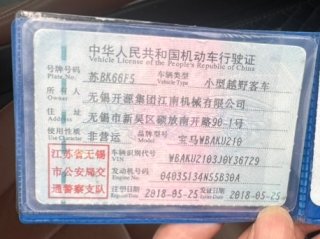 中华人民共和国机动车行驶证
Vehicle License of the People's Republic of China
号牌号码 苏BK66F5 车辆类型 小型越野客车
Plate No. Vehicle Type
所有人 无锡开源集团江南机械有限公司
Owner
住址 无锡市新吴区硕放南开路90-1号
Address
使用性质 非营运 品牌型号 宝马WBAKU210
Use Character Model
江苏省无锡
市公安局交
通警察支队
车辆识别代号 WBAKU2103J0Y36729
VIN
发动机号码 04035134N55B30A
Engine No.
注册日期 2018-05-25 发证日期 2018-05-25
Register Date Issue Date